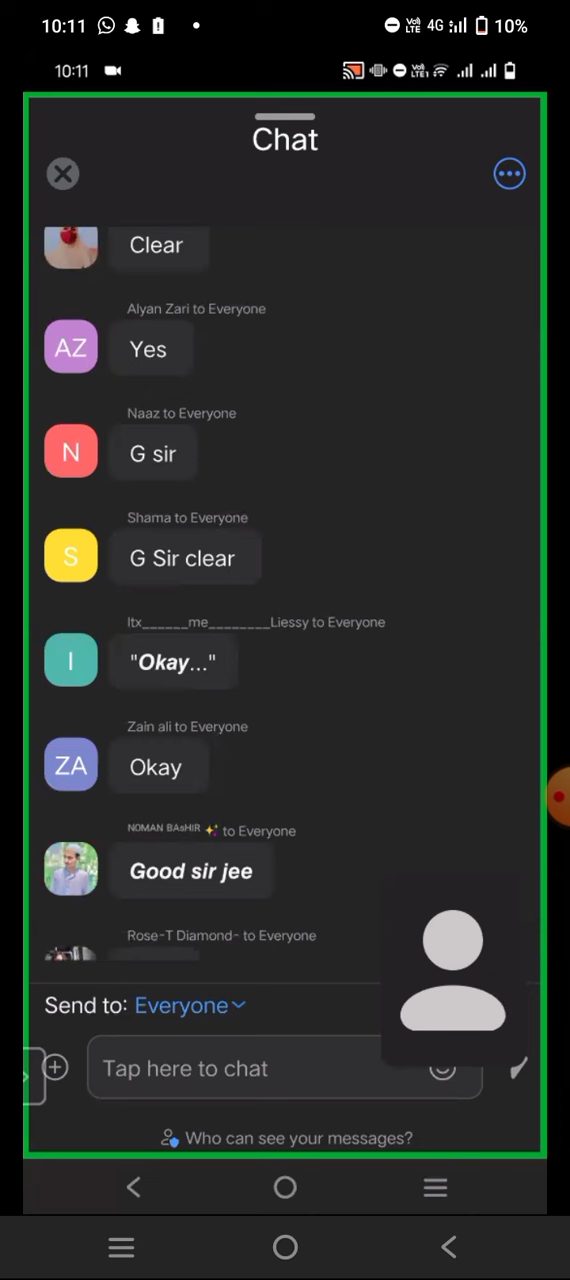 10:11
4G
10%
10:11
Chat
Clear
Alyan Zari to Everyone
AZ
Yes
Naaz to Everyone
N
G sir
Shama to Everyone
S
G Sir clear
Itx______me________Liessy to Everyone
I
"Okay..."
Zain ali to Everyone
ZA
Okay
NOMAN BAsHIR ✨ to Everyone
Good sir jee
Rose-T Diamond- to Everyone
Send to: Everyone
Tap here to chat
Who can see your messages?